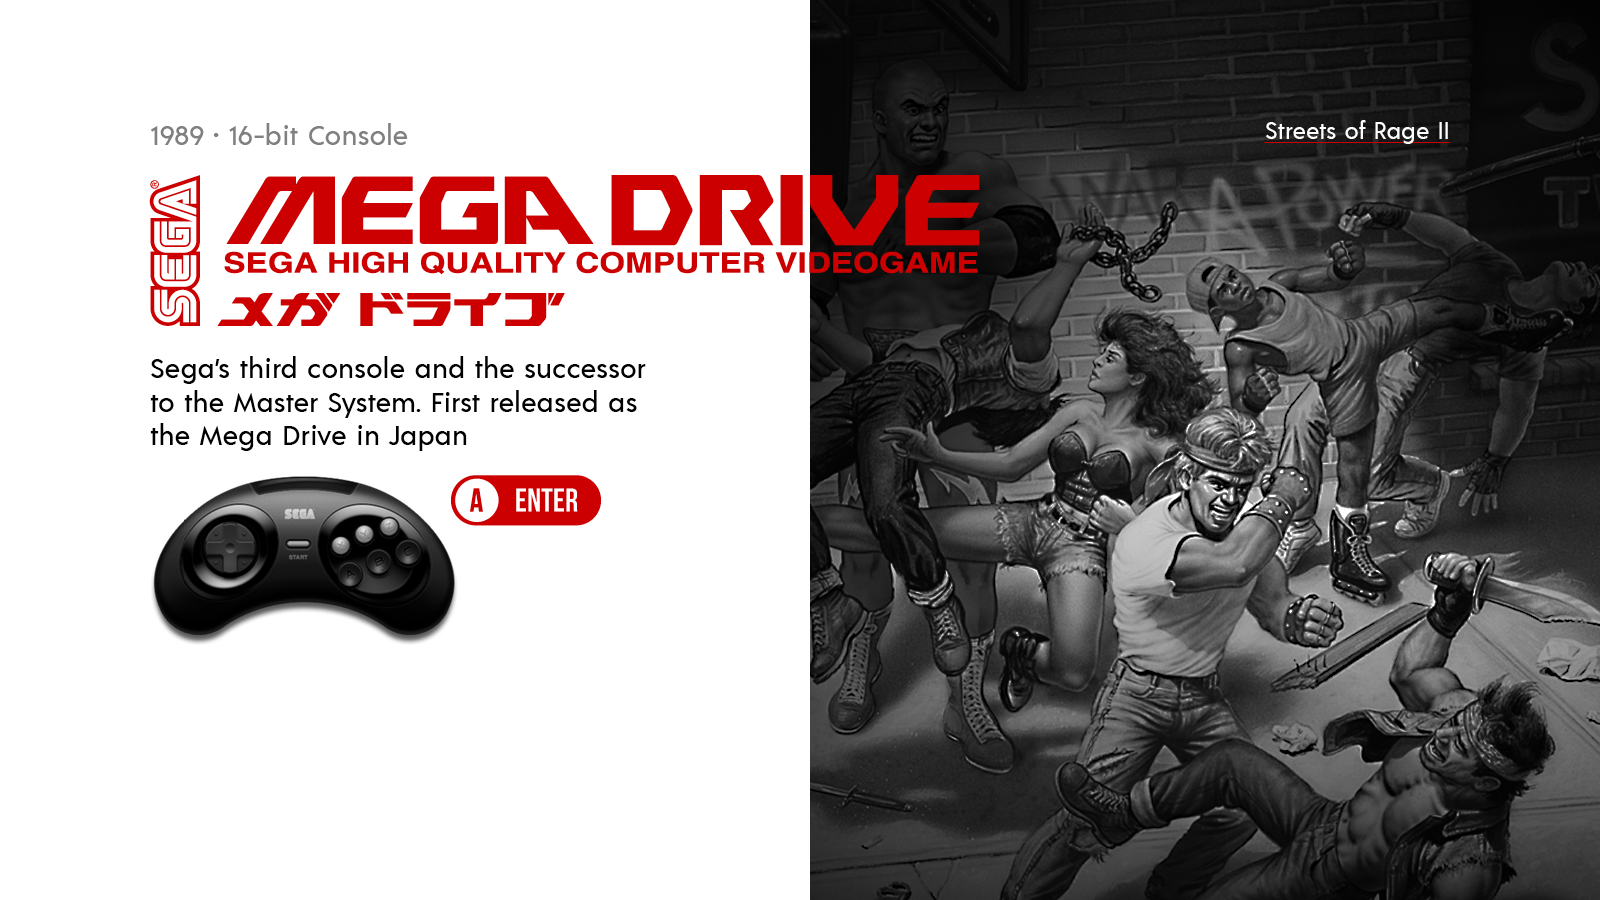 1989 · 16-bit Console
SEGA®
MEGA DRIVE
SEGA HIGH QUALITY COMPUTER VIDEOGAME
メガ ドライブ
Sega's third console and the successor
to the Master System. First released as
the Mega Drive in Japan
SEGA
START
A ENTER
Streets of Rage II
A POWER